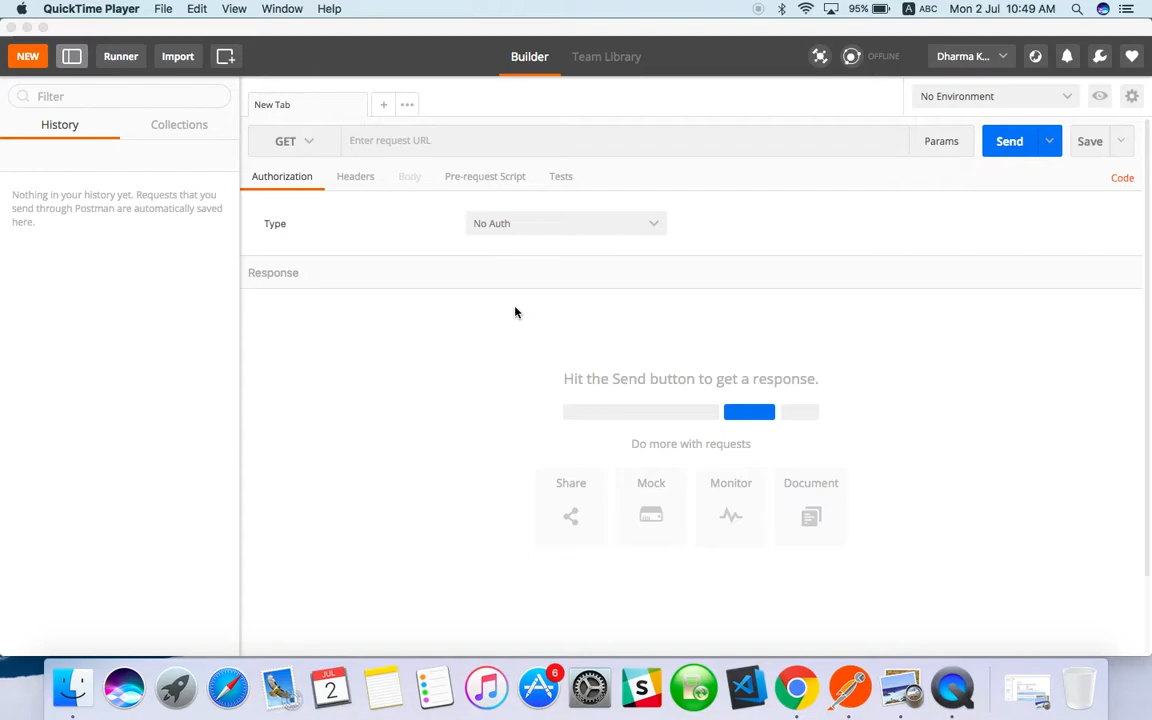 QuickTime Player File Edit View Window Help 95% A ABC Mon 2 Jul 10:49 AM
NEW Runner Import Builder Team Library OFFLINE Dharma K...
Filter
New Tab + ••• No Environment
History Collections
GET Enter request URL Params Send Save
Authorization Headers Body Pre-request Script Tests Code
Nothing in your history yet. Requests that you
send through Postman are automatically saved
here.
Type No Auth
Response
Hit the Send button to get a response.
Do more with requests
Share Mock Monitor Document
JUL
2
6